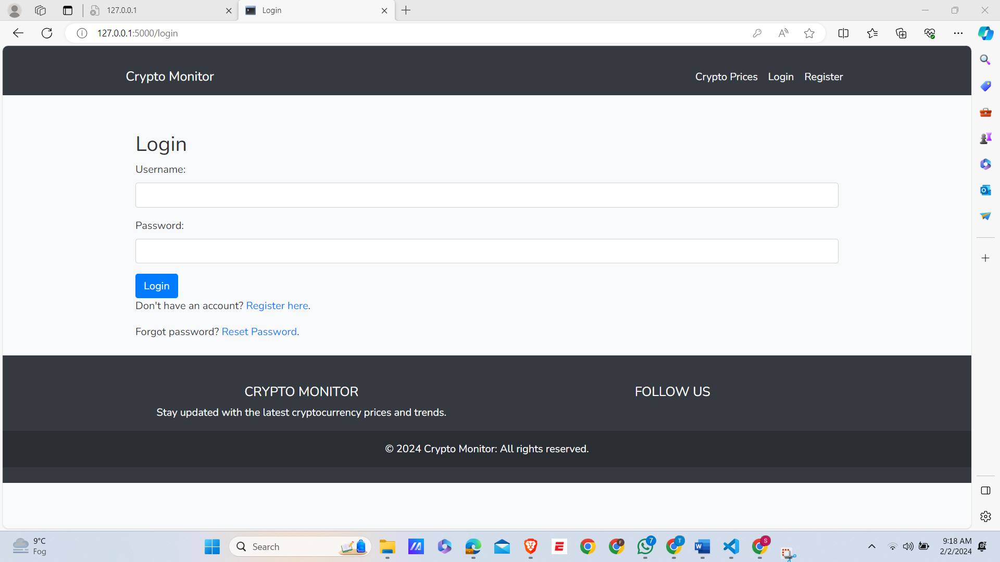 127.0.0.1
Login
127.0.0.1:5000/login
Crypto Monitor
Crypto Prices Login Register
Login
Username:
Password:
Login
Don't have an account? Register here.
Forgot password? Reset Password.
CRYPTO MONITOR
FOLLOW US
Stay updated with the latest cryptocurrency prices and trends.
© 2024 Crypto Monitor: All rights reserved.
9°C
Fog
Search
7
T
S
F
9:18 AM
2/2/2024